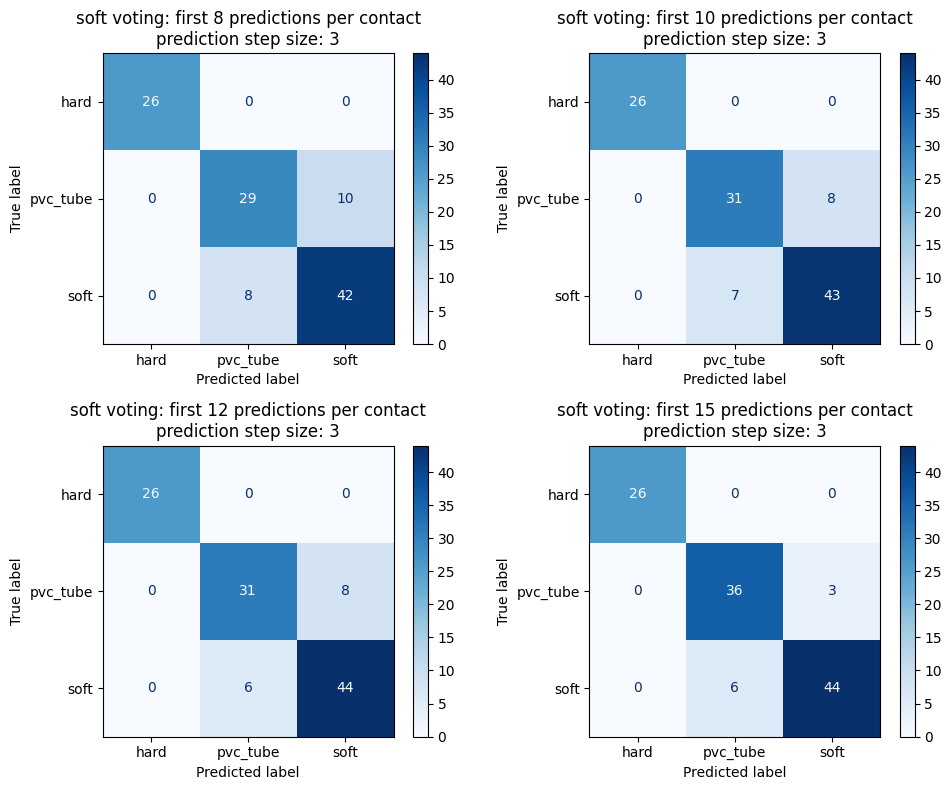 soft voting: first 8 predictions per contact
prediction step size: 3
hard
pvc_tube
soft
True label
26 0 0
0 29 10
0 8 42
hard pvc_tube soft
Predicted label
40
35
30
25
20
15
10
5
0
soft voting: first 10 predictions per contact
prediction step size: 3
hard
pvc_tube
soft
True label
26 0 0
0 31 8
0 7 43
hard pvc_tube soft
Predicted label
40
35
30
25
20
15
10
5
0
soft voting: first 12 predictions per contact
prediction step size: 3
hard
pvc_tube
soft
True label
26 0 0
0 31 8
0 6 44
hard pvc_tube soft
Predicted label
40
35
30
25
20
15
10
5
0
soft voting: first 15 predictions per contact
prediction step size: 3
hard
pvc_tube
soft
True label
26 0 0
0 36 3
0 6 44
hard pvc_tube soft
Predicted label
40
35
30
25
20
15
10
5
0